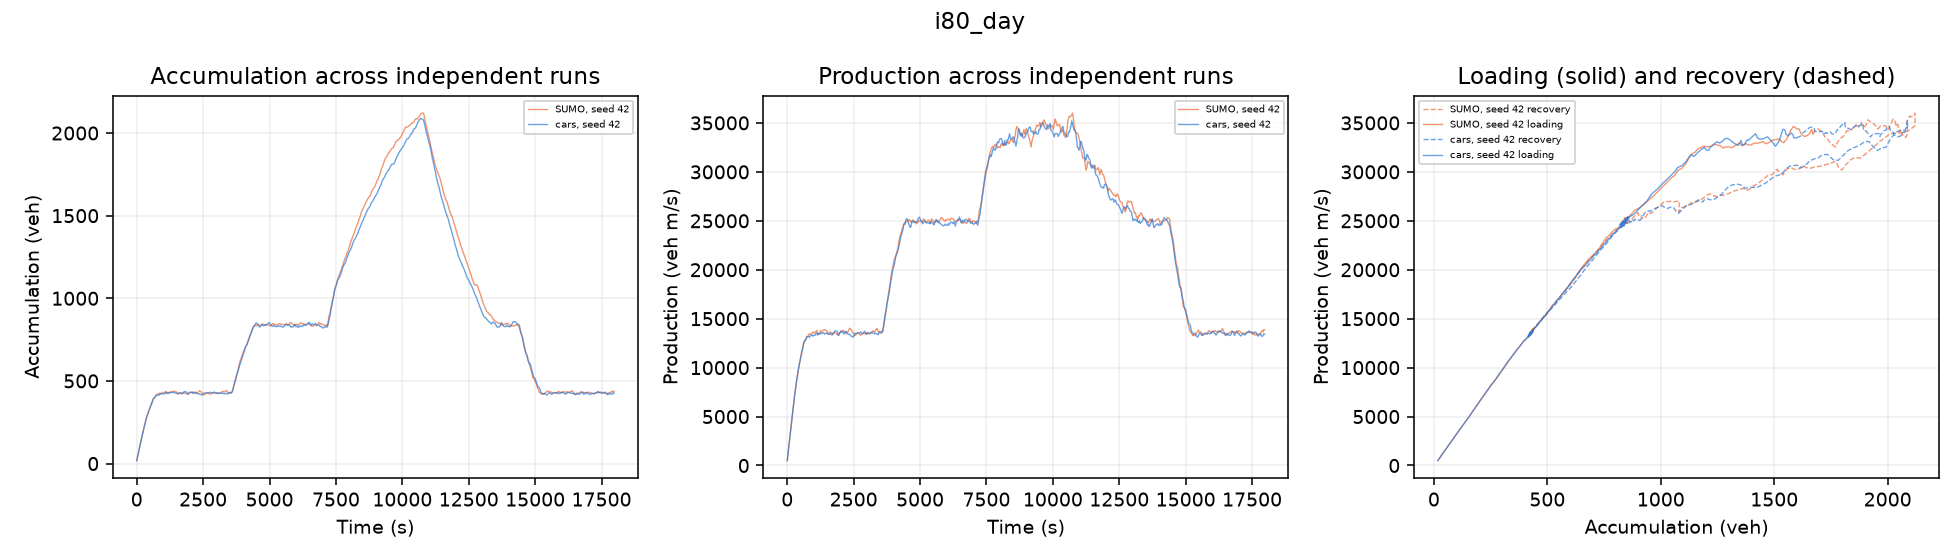 i80_day
Accumulation across independent runs
Accumulation (veh)
2000
1500
1000
500
0
SUMO, seed 42
cars, seed 42
0 2500 5000 7500 10000 12500 15000 17500
Time (s)
Production across independent runs
Production (veh m/s)
35000
30000
25000
20000
15000
10000
5000
0
SUMO, seed 42
cars, seed 42
0 2500 5000 7500 10000 12500 15000 17500
Time (s)
Loading (solid) and recovery (dashed)
Production (veh m/s)
35000
30000
25000
20000
15000
10000
5000
0
SUMO, seed 42 recovery
SUMO, seed 42 loading
cars, seed 42 recovery
cars, seed 42 loading
0 500 1000 1500 2000
Accumulation (veh)